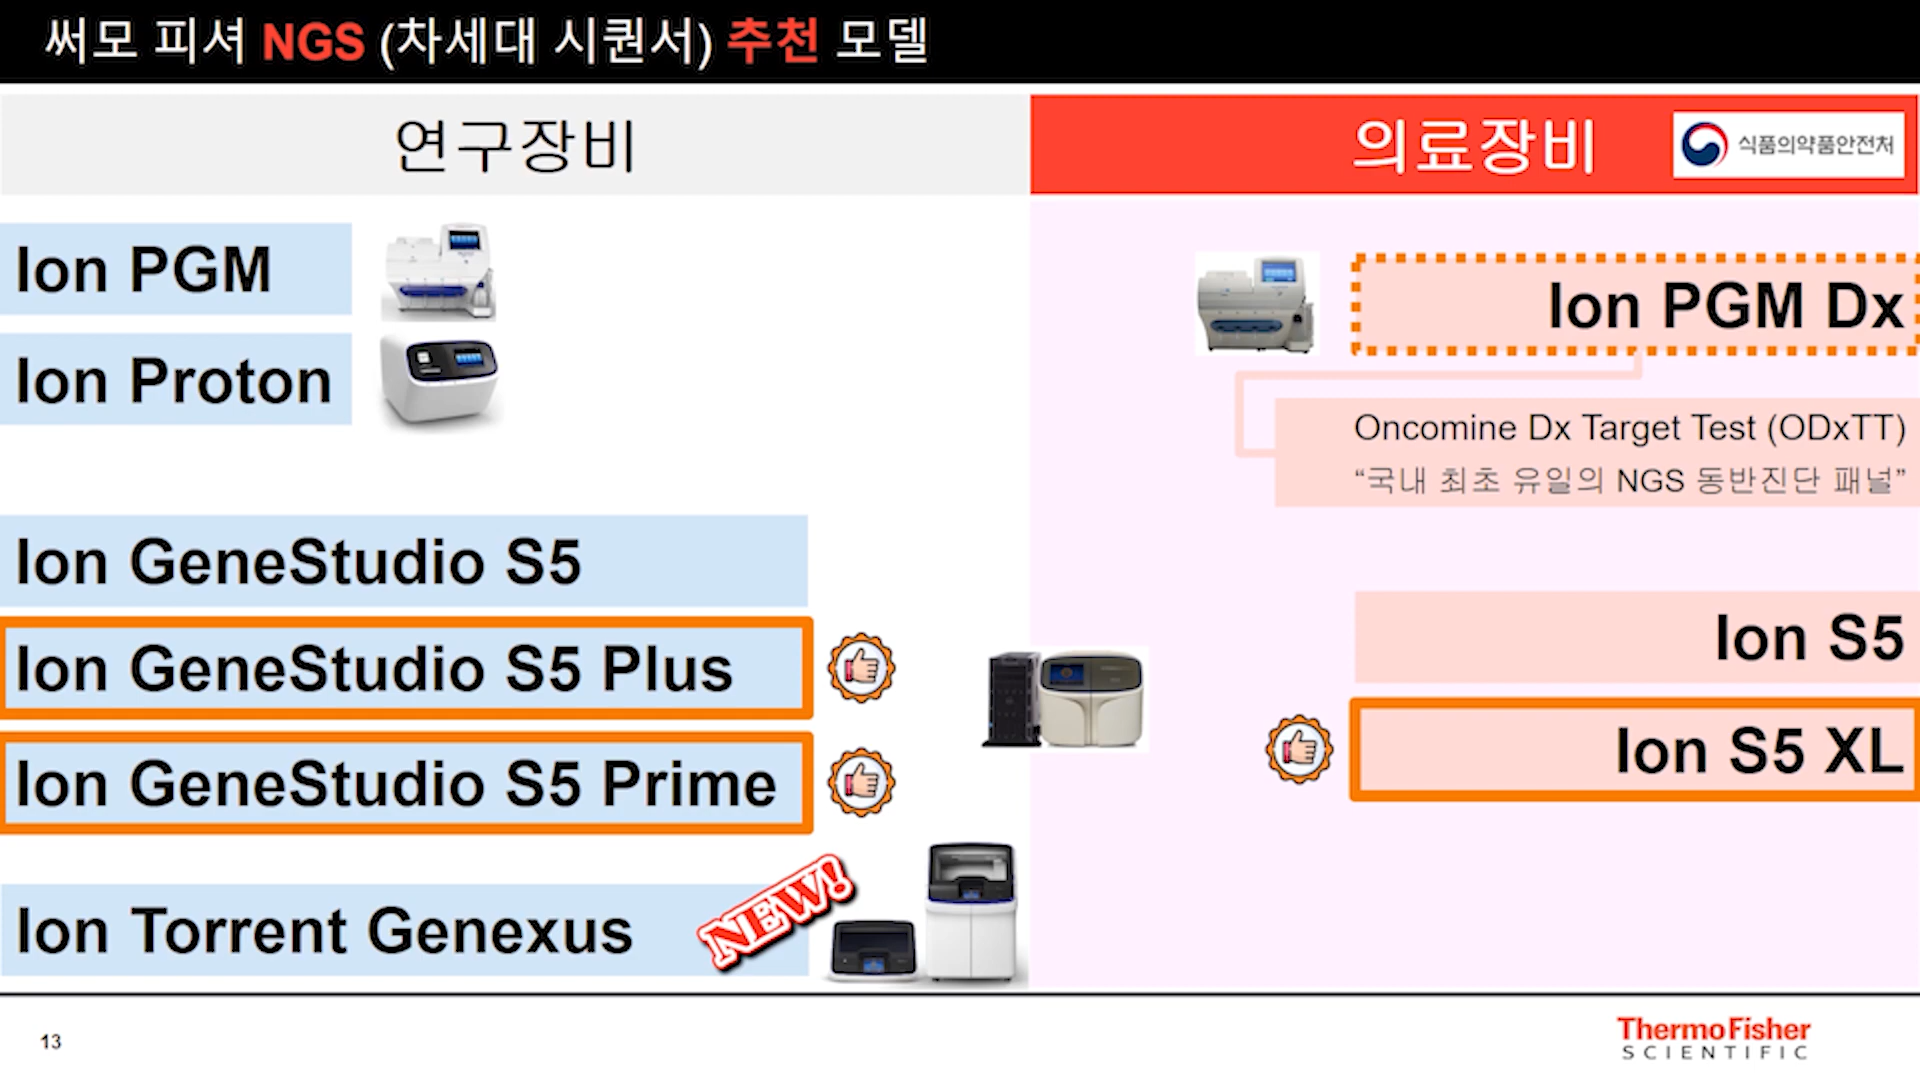 써모 피셔 NGS (차세대 시퀀서) 추천 모델
연구장비
의료장비
식품의약품안전처
Ion PGM
Ion PGM Dx
Ion Proton
Oncomine Dx Target Test (ODxTT)
“국내 최초 유일의 NGS 동반진단 패널”
Ion GeneStudio S5
Ion S5
Ion GeneStudio S5 Plus
Ion S5 XL
Ion GeneStudio S5 Prime
NEW!
Ion Torrent Genexus
13
ThermoFisher
SCIENTIFIC